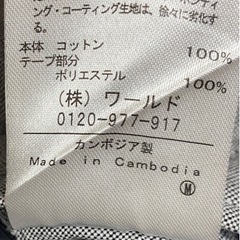 ング・コーティング生地は、徐々に劣化す
る。
本体 コットン 100%
テープ部分
ポリエステル 100%
(株) ワールド
0120-977-917
カンボジア製
Made in Cambodia
M